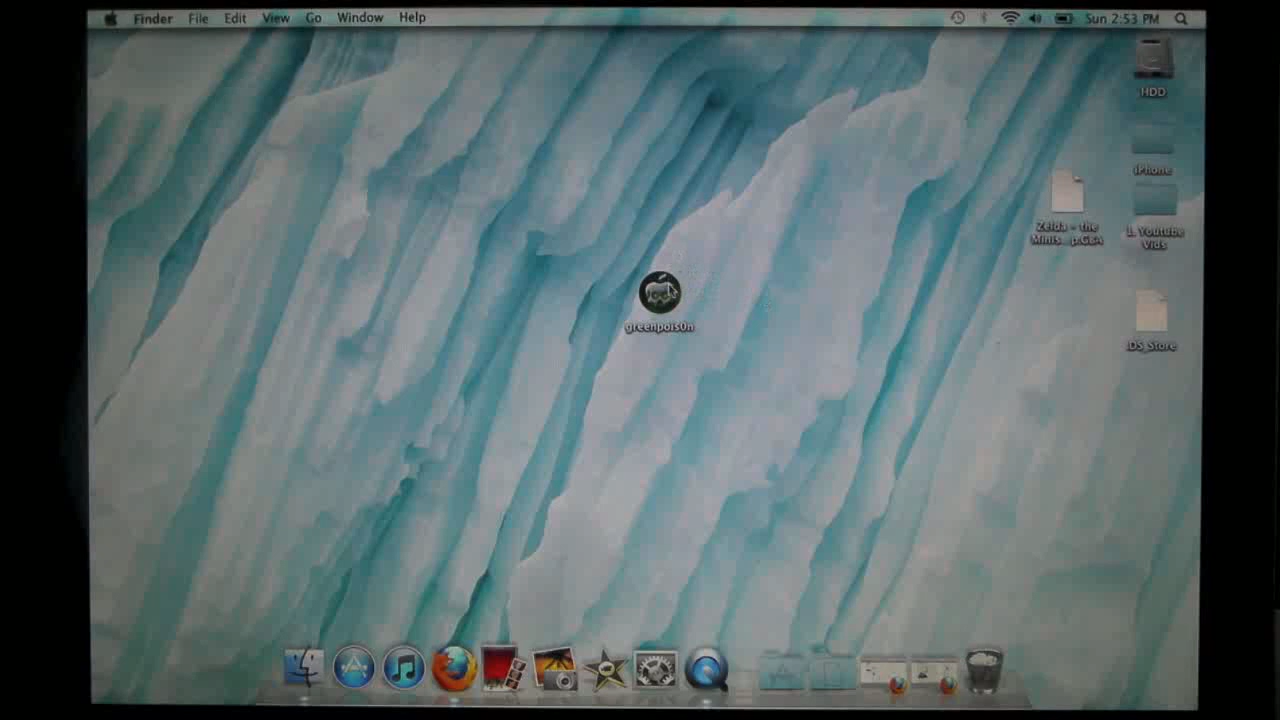 Finder File Edit View Go Window Help
Sun 2:53 PM
HDD
iPhone
Zelda - the
Minis...p.GBA
1. Youtube
Vids
greenpois0n
.DS_Store